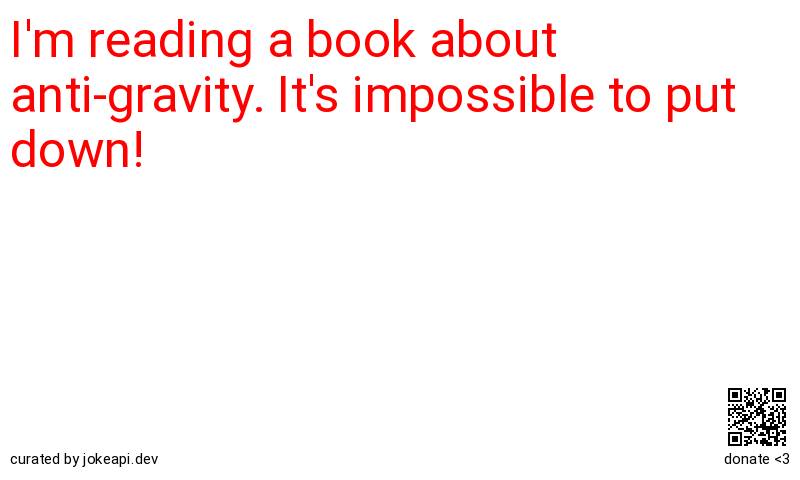 I'm reading a book about
anti-gravity. It's impossible to put
down!
curated by jokeapi.dev
donate <3